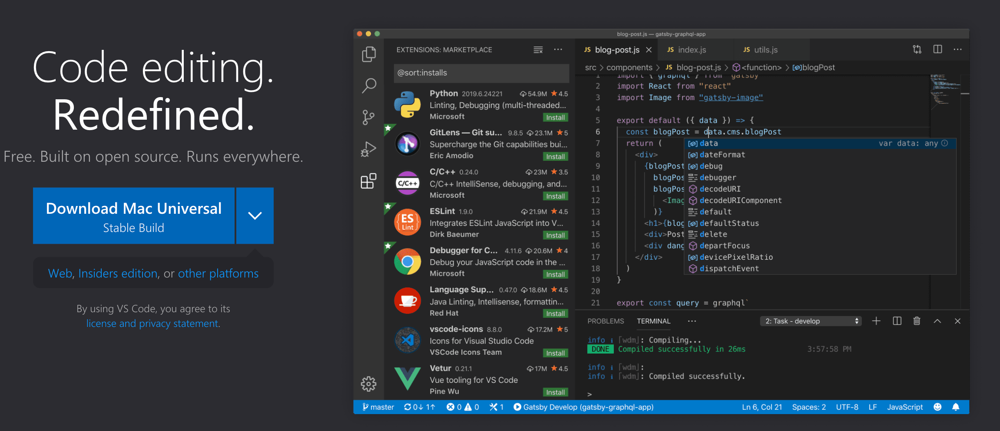 Code editing.
Redefined.
Free. Built on open source. Runs everywhere.
Download Mac Universal
Stable Build
Web, Insiders edition, or other platforms
By using VS Code, you agree to its
license and privacy statement.
blog-post.js — gatsby-graphql-app
EXTENSIONS: MARKETPLACE
@sort:installs
Python 2019.6.24221 54.9M 4.5
Linting, Debugging (multi-threaded...
Microsoft Install
GitLens — Git su... 9.8.5 23.1M 5
Supercharge the Git capabilities bui...
Eric Amodio Install
C/C++
C/C++ 0.24.0 23M 3.5
C/C++ IntelliSense, debugging, and...
Microsoft Install
ES
Lint
ESLint 1.9.0 21.9M 4.5
Integrates ESLint JavaScript into V...
Dirk Baeumer Install
Debugger for C... 4.11.6 20.6M 4
Debug your JavaScript code in the ...
Microsoft Install
Language Sup... 0.47.0 18.6M 4.5
Java Linting, Intellisense, formattin...
Red Hat Install
vscode-icons 8.8.0 17.2M 5
Icons for Visual Studio Code
VSCode Icons Team Install
Vetur 0.21.1 17M 4.5
Vue tooling for VS Code
Pine Wu Install
JS blog-post.js JS index.js JS utils.js
src > components > JS blog-post.js > <function> > blogPost
1 import { graphql } from "gatsby"
2 import React from "react"
3 import Image from "gatsby-image"
4
5 export default ({ data }) => {
6 const blogPost = data.cms.blogPost
7 return (
8 <div>
9 {blogPost
10 blogPos
11 blogPos
12 <Imag
13 )}
14 <h1>{blog
15 <div>Post
16 <div dang
17 </div>
18 )
19 }
20
21 export const query = graphql`
data var data: any
dateFormat
debug
debugger
decodeURI
decodeURIComponent
default
defaultStatus
delete
departFocus
devicePixelRatio
dispatchEvent
PROBLEMS TERMINAL ... 2: Task - develop
info i ｢wdm｣: Compiling...
DONE Compiled successfully in 26ms 3:57:58 PM
info i ｢wdm｣:
info i ｢wdm｣: Compiled successfully.
>
master 0↓ 1↑ 0 0 1 Gatsby Develop (gatsby-graphql-app) Ln 6, Col 21 Spaces: 2 UTF-8 LF JavaScript